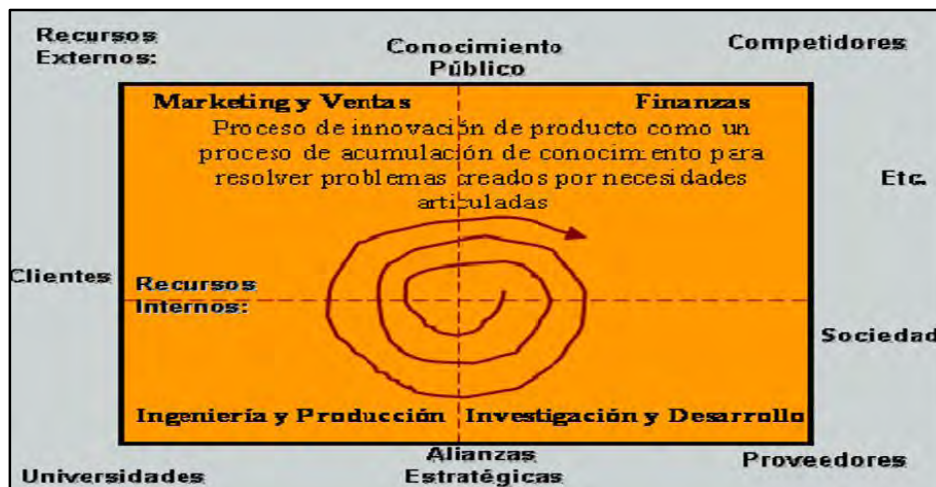 Recursos
Externos:
Conocimiento
Público
Competidores
Marketing y Ventas
Finanzas
Proceso de innovación de producto como un
proceso de acumulación de conocimiento para
resolver problemas creados por necesidades
articuladas
Etc.
Clientes
Recursos
Internos:
Sociedad
Ingeniería y Producción
Investigación y Desarrollo
Universidades
Alianzas
Estratégicas
Proveedores